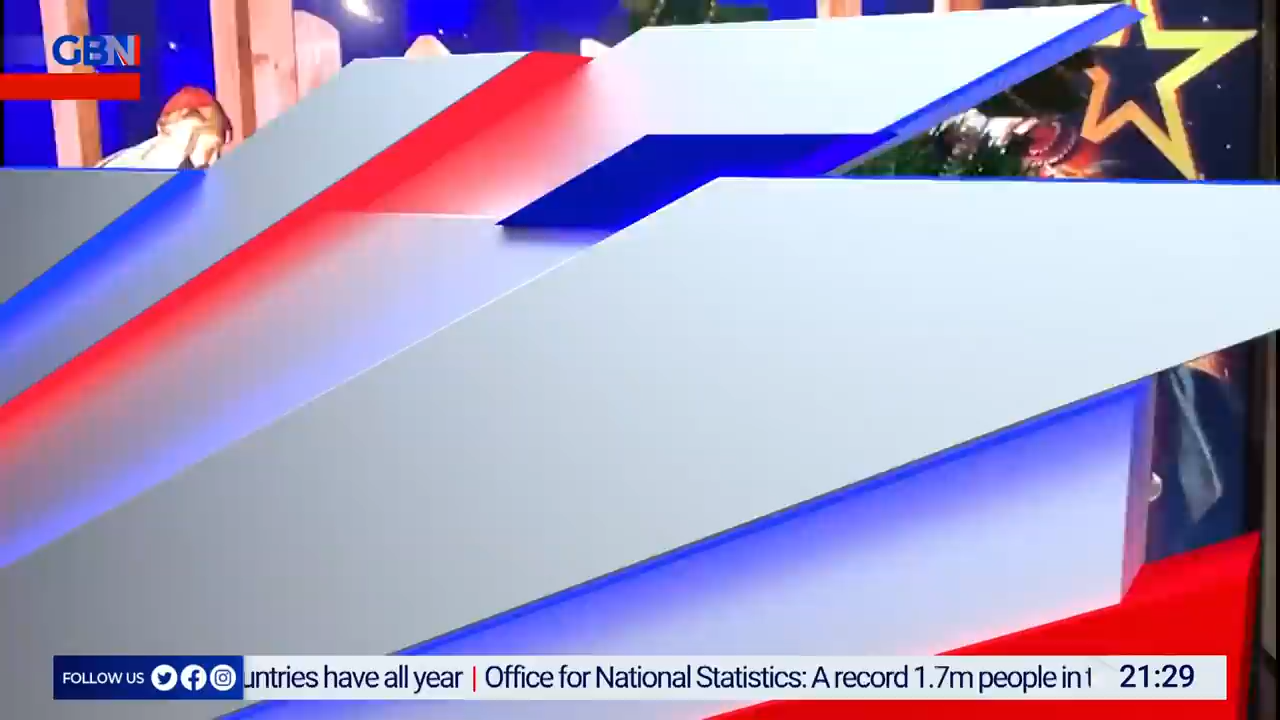 GBN
FOLLOW US
untries have all year | Office for National Statistics: A record 1.7m people in t
21:29